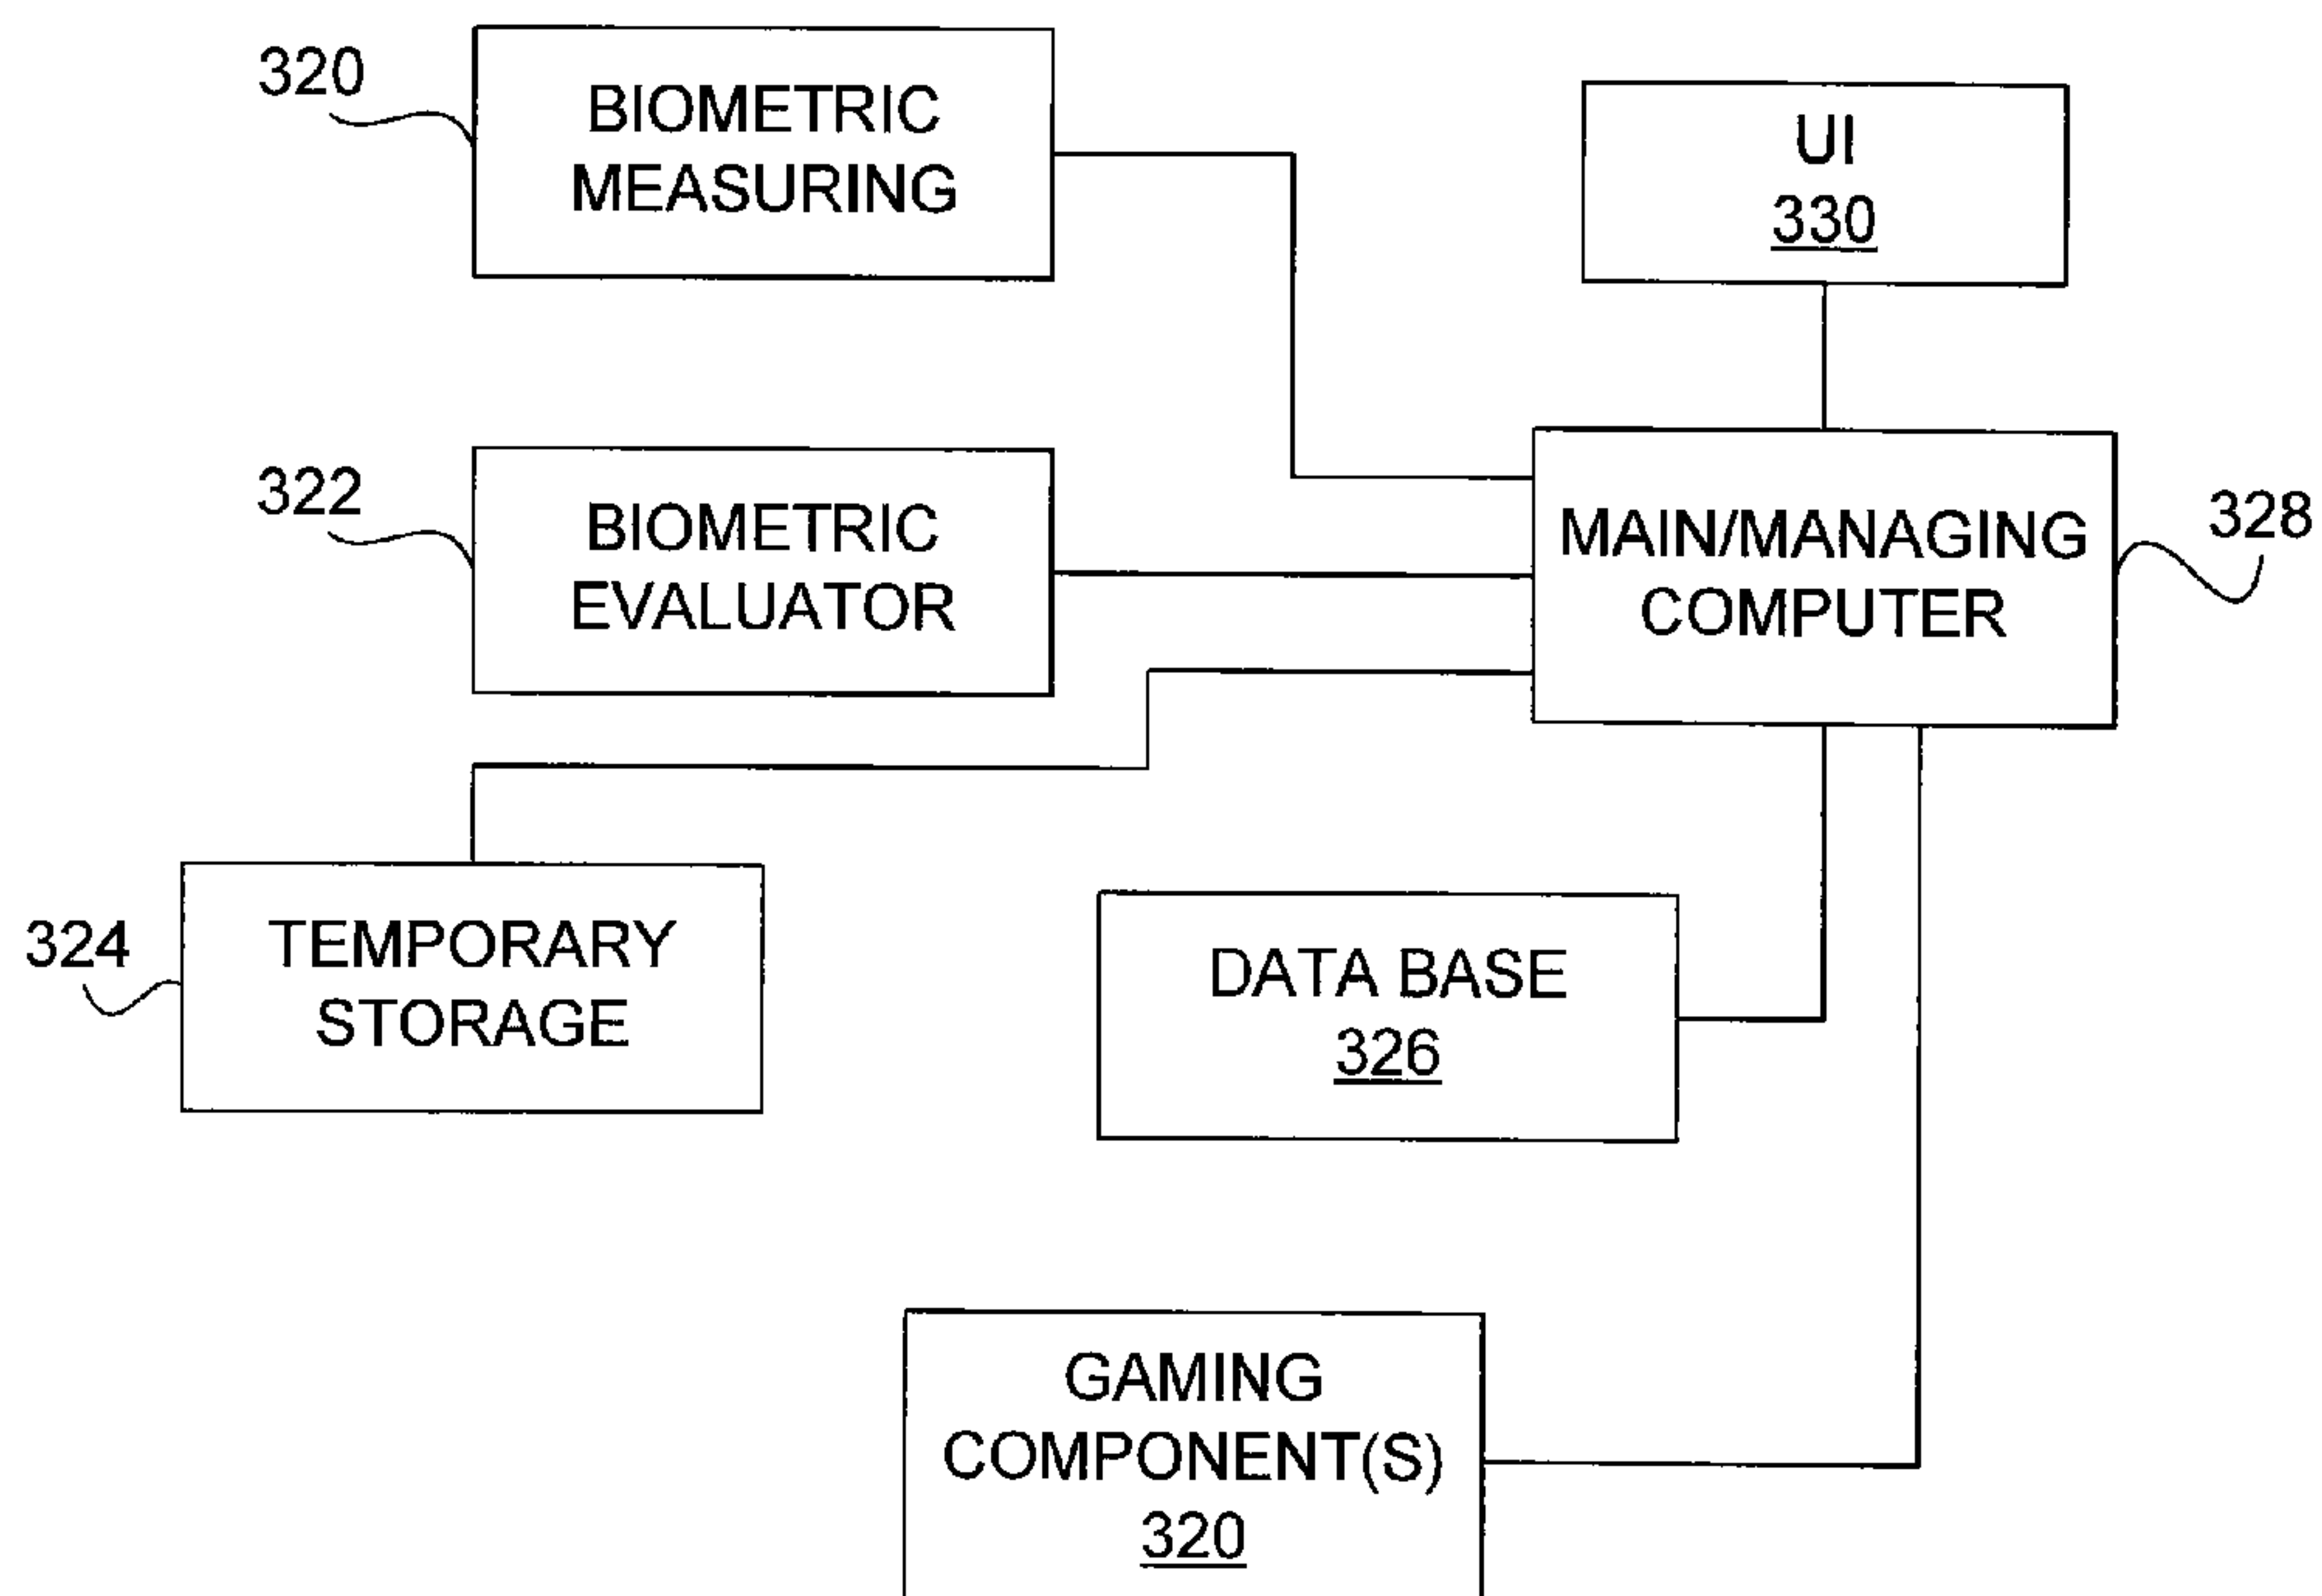 320
BIOMETRIC
MEASURING
UI
330
322
BIOMETRIC
EVALUATOR
MAIN/MANAGING
COMPUTER
328
324
TEMPORARY
STORAGE
DATA BASE
326
GAMING
COMPONENT(S)
320